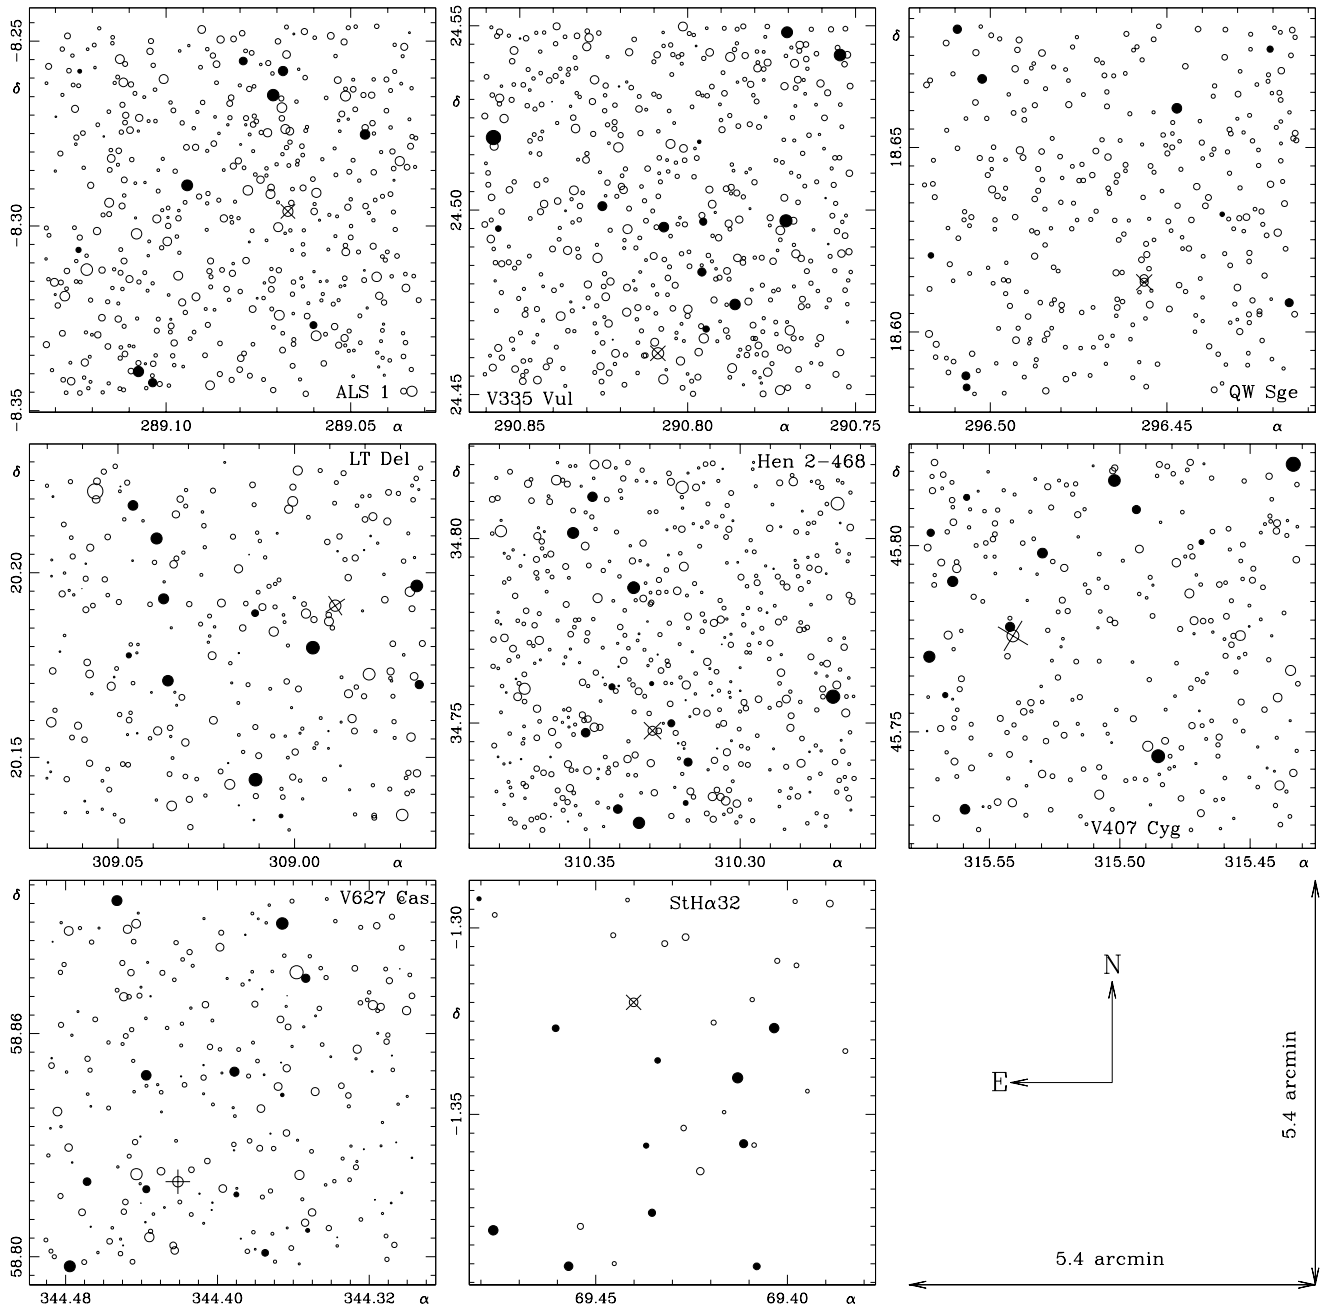 −8.25
δ
−8.30
−8.35
ALS 1
289.10
289.05
α
24.55
δ
24.50
24.45
V335 Vul
290.85
290.80
α
290.75
δ
18.65
18.60
QW Sge
296.50
296.45
α
LT Del
δ
20.20
20.15
309.05
309.00
α
Hen 2−468
δ
34.80
34.75
310.35
310.30
α
δ
45.80
45.75
V407 Cyg
315.55
315.50
315.45
α
V627 Cas
δ
58.86
58.80
344.48
344.40
344.32
α
StHα32
−1.30
δ
−1.35
69.45
69.40
α
N
E
5.4 arcmin
5.4 arcmin